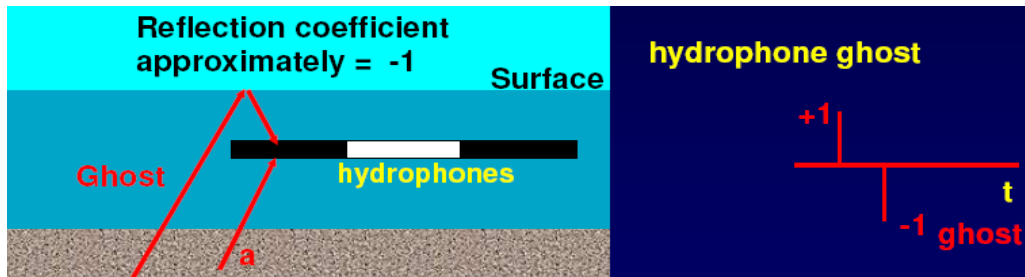 Reflection coefficient
approximately = -1
Surface
Ghost
hydrophones
a
hydrophone ghost
+1
t
-1 ghost